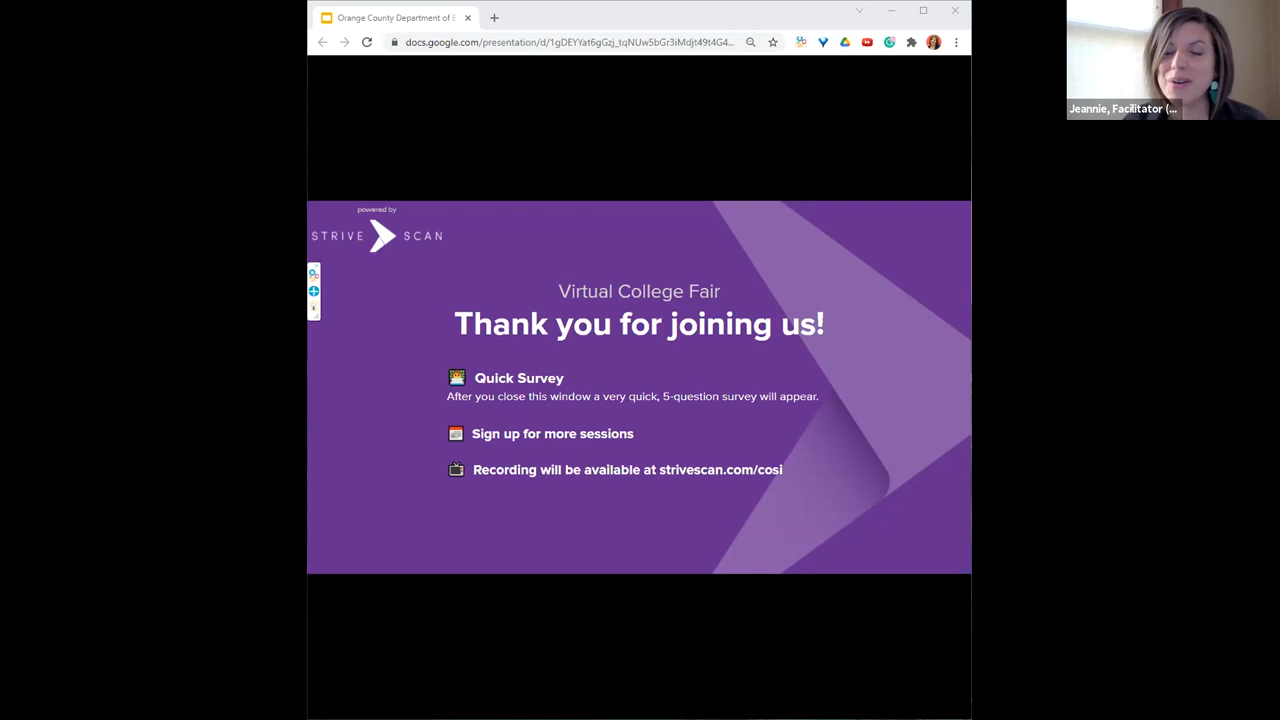 Orange County Department of E
docs.google.com/presentation/d/1gDEYYat6gGzj_tqNUw5bGr3iMdjt49t4G4...
Jeannie, Facilitator (...
powered by
STRIVE SCAN
Virtual College Fair
Thank you for joining us!
Quick Survey
After you close this window a very quick, 5-question survey will appear.
Sign up for more sessions
Recording will be available at strivescan.com/cosi